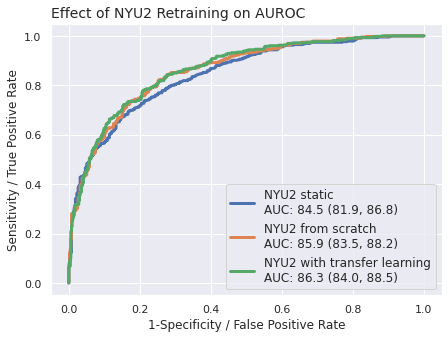 Effect of NYU2 Retraining on AUROC
1.0
0.8
0.6
0.4
0.2
0.0
Sensitivity / True Positive Rate
NYU2 static
AUC: 84.5 (81.9, 86.8)
NYU2 from scratch
AUC: 85.9 (83.5, 88.2)
NYU2 with transfer learning
AUC: 86.3 (84.0, 88.5)
0.0 0.2 0.4 0.6 0.8 1.0
1-Specificity / False Positive Rate